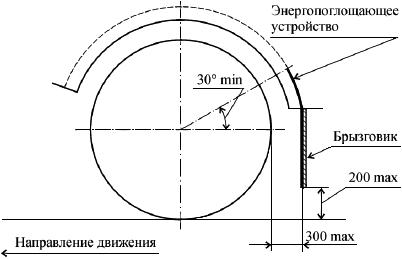 Энергопоглощающее
устройство
30° min
Брызговик
200 max
Направление движения
300 max